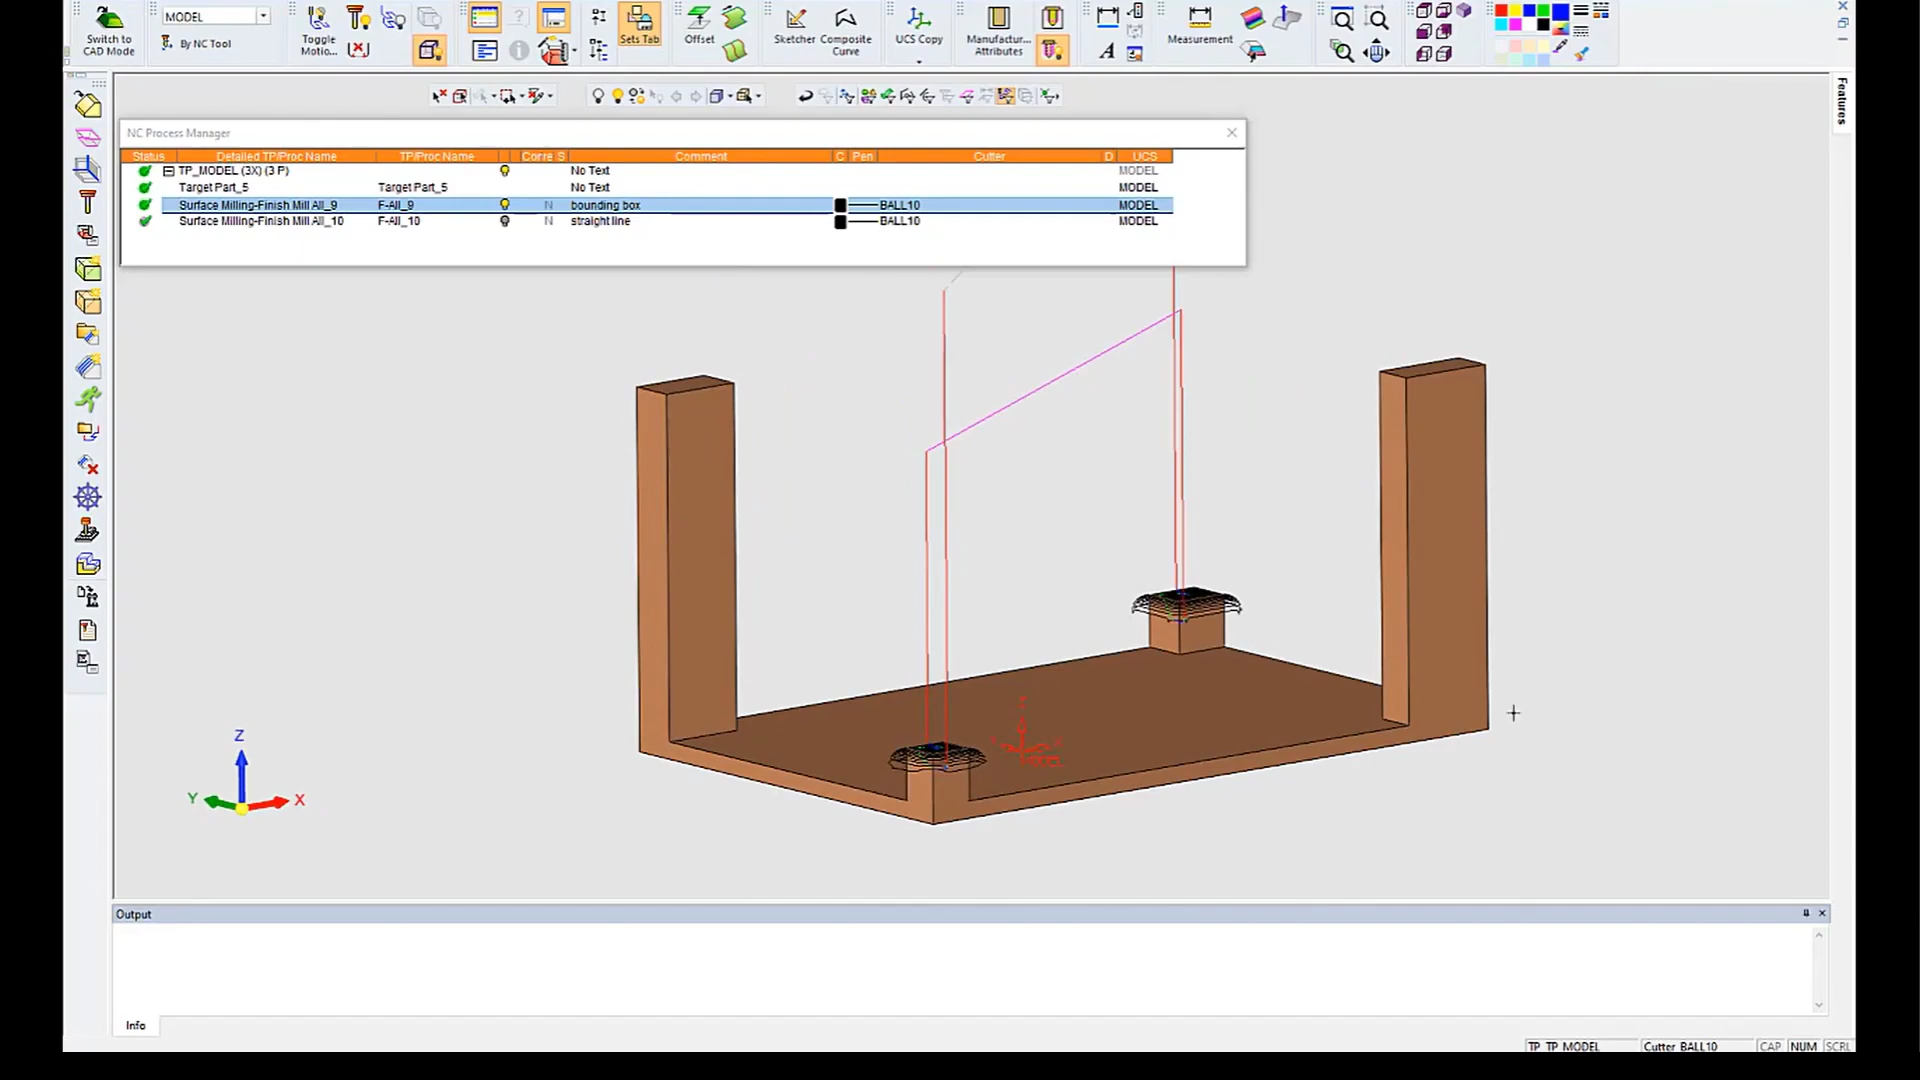 Switch to
CAD Mode
MODEL
By NC Tool
Toggle
Motio...
Sets Tab
Offset
Sketcher
Composite
Curve
UCS Copy
Manufactur...
Attributes
A
Measurement
Features
NC Process Manager
Status Detailed TP/Proc Name TP/Proc Name Corre S Comment C Pen Cutter D UCS
TP_MODEL (3X) (3 P) No Text MODEL
Target Part_5 Target Part_5 No Text MODEL
Surface Milling-Finish Mill All_9 F-All_9 N bounding box BALL10 MODEL
Surface Milling-Finish Mill All_10 F-All_10 N straight line BALL10 MODEL
Z
Y
X
Output
Info
TP TP_MODEL Cutter BALL10 CAP NUM SCRL